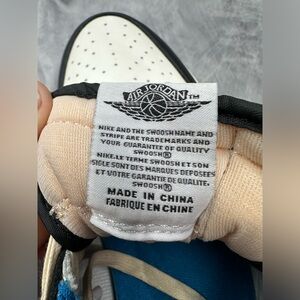 AIR JORDAN
NIKE AND THE SWOOSH NAME AND
STRIPE ARE TRADEMARKS AND
YOUR GUARANTEE OF QUALITY
SWOOSH®
NIKE.LE TERME SWOOSH ET SON
SIGLE SONT DES MARQUES DEPOSEES
ET VOTRE GARANTIE DE QUALITE.
SWOOSH®
MADE IN CHINA
FABRIQUE EN CHINE